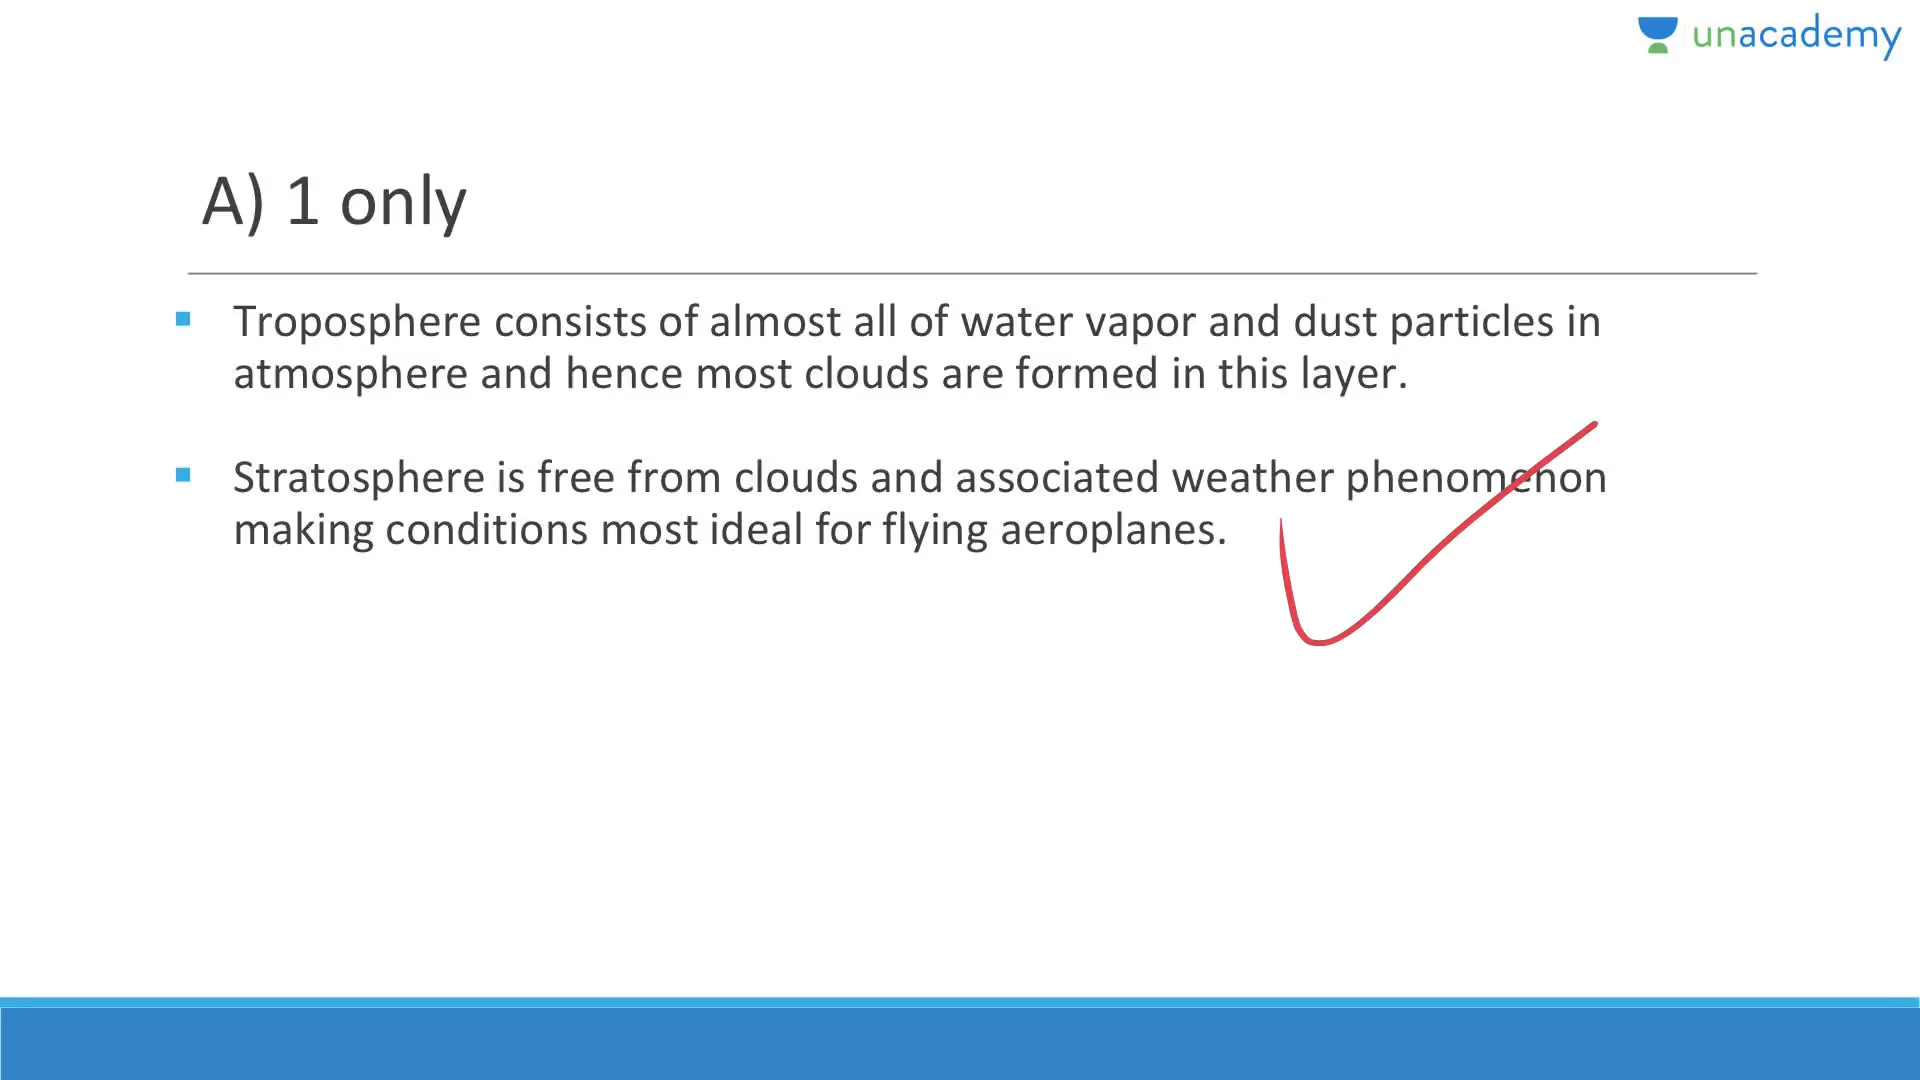 unacademy
A) 1 only
Troposphere consists of almost all of water vapor and dust particles in
atmosphere and hence most clouds are formed in this layer.
Stratosphere is free from clouds and associated weather phenomenon
making conditions most ideal for flying aeroplanes.